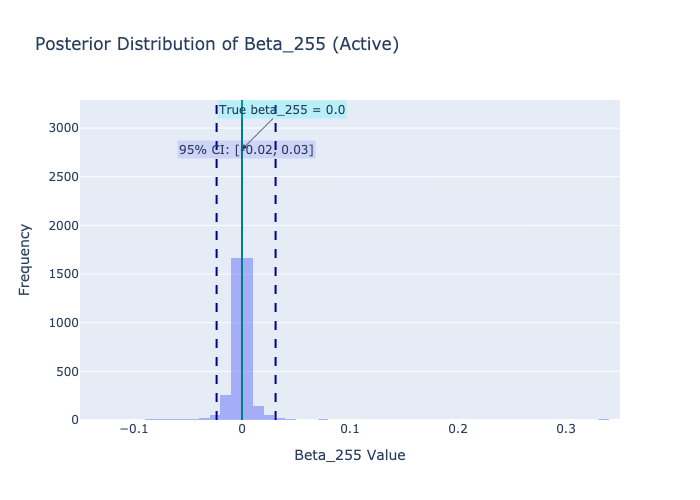 Posterior Distribution of Beta_255 (Active)
True beta_255 = 0.0
95% CI: [-0.02, 0.03]
3000
2500
2000
1500
1000
500
0
Frequency
−0.1
0
0.1
0.2
0.3
Beta_255 Value